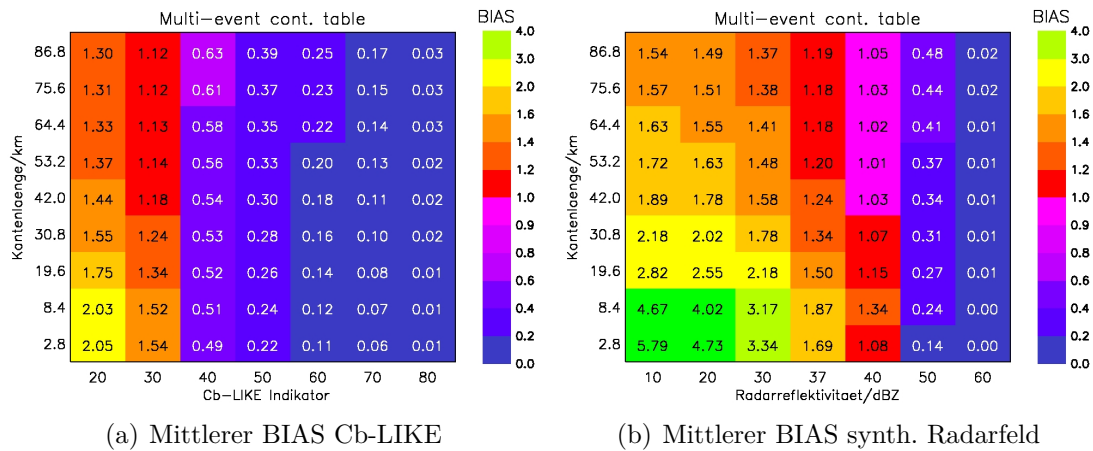 Multi-event cont. table
BIAS
86.8 1.30 1.12 0.63 0.39 0.25 0.17 0.03
75.6 1.31 1.12 0.61 0.37 0.23 0.15 0.03
64.4 1.33 1.13 0.58 0.35 0.22 0.14 0.03
53.2 1.37 1.14 0.56 0.33 0.20 0.13 0.02
42.0 1.44 1.18 0.54 0.30 0.18 0.11 0.02
30.8 1.55 1.24 0.53 0.28 0.16 0.10 0.02
19.6 1.75 1.34 0.52 0.26 0.14 0.08 0.01
8.4 2.03 1.52 0.51 0.24 0.12 0.07 0.01
2.8 2.05 1.54 0.49 0.22 0.11 0.06 0.01
20 30 40 50 60 70 80
Kantenlaenge/km
Cb-LIKE Indikator
4.0
3.0
2.0
1.6
1.4
1.2
1.0
0.8
0.6
0.4
0.2
0.0
(a) Mittlerer BIAS Cb-LIKE
Multi-event cont. table
BIAS
86.8 1.54 1.49 1.37 1.19 1.05 0.48 0.02
75.6 1.57 1.51 1.38 1.18 1.03 0.44 0.02
64.4 1.63 1.55 1.41 1.18 1.02 0.41 0.01
53.2 1.72 1.63 1.48 1.20 1.01 0.37 0.01
42.0 1.89 1.78 1.58 1.24 1.03 0.34 0.01
30.8 2.18 2.02 1.78 1.34 1.07 0.31 0.01
19.6 2.82 2.55 2.18 1.50 1.15 0.27 0.01
8.4 4.67 4.02 3.17 1.87 1.34 0.24 0.00
2.8 5.79 4.73 3.34 1.69 1.08 0.14 0.00
10 20 30 37 40 50 60
Kantenlaenge/km
Radarreflektivitaet/dBZ
4.0
3.0
2.0
1.6
1.4
1.2
1.0
0.8
0.6
0.4
0.2
0.0
(b) Mittlerer BIAS synth. Radarfeld